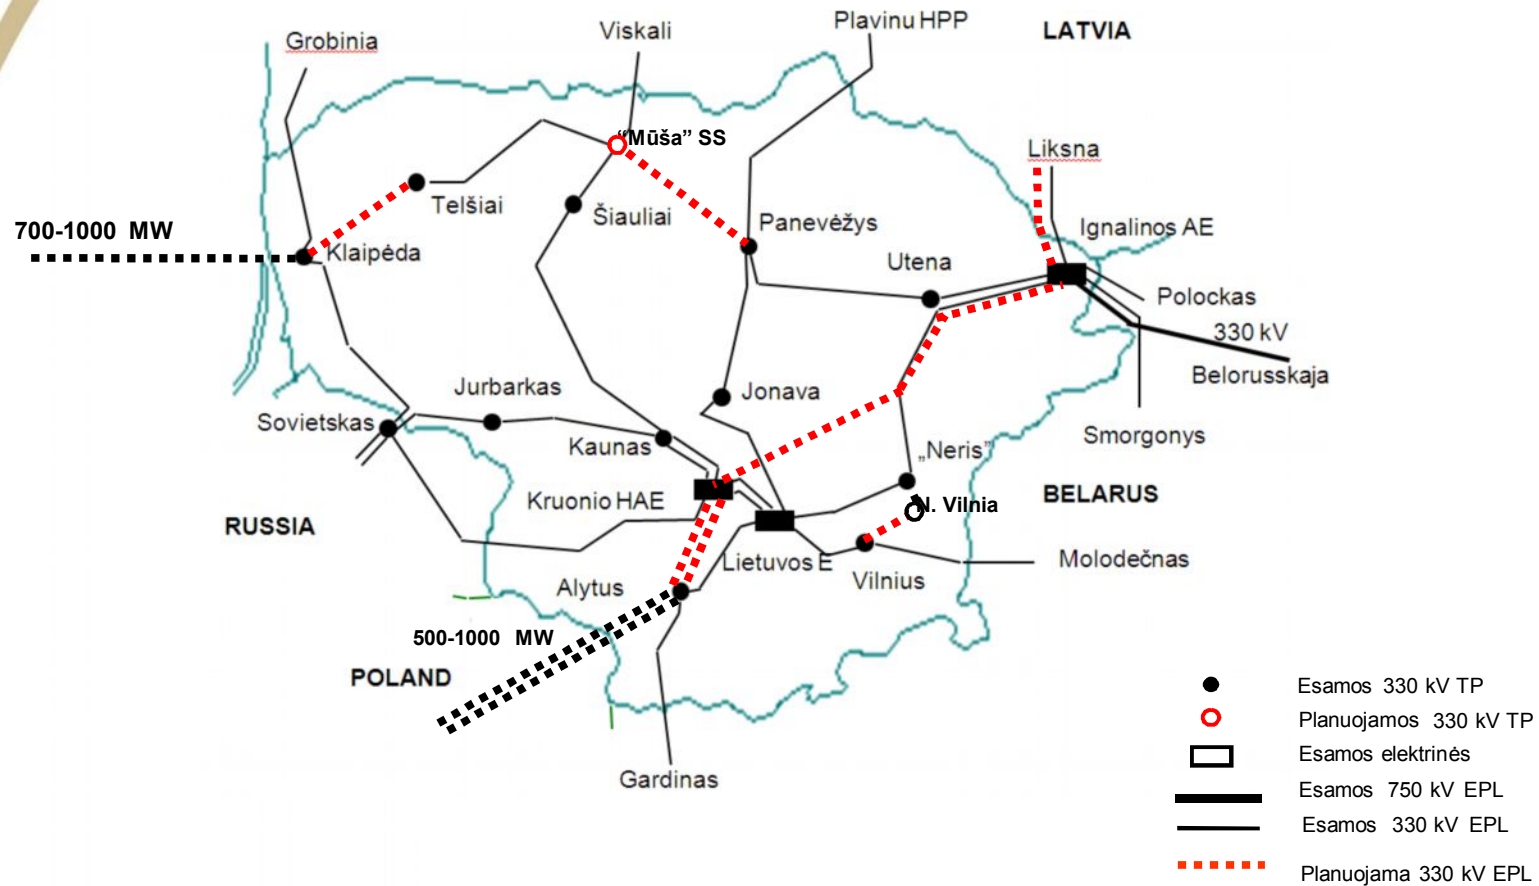 Plavinu HPP
LATVIA
Viskali
Grobinia
"Mūša" SS
Liksna
Telšiai
Šiauliai
Panevėžys
Ignalinos AE
700-1000 MW
Klaipėda
Utena
Polockas
330 kV
Belorusskaja
Jurbarkas
Jonava
Sovietskas
Smorgonys
Kaunas
„Neris”
Kruonio HAE
BELARUS
N. Vilnia
RUSSIA
Lietuvos E
Molodečnas
Vilnius
Alytus
500-1000 MW
POLAND
Gardinas
Esamos 330 kV TP
Planuojamos 330 kV TP
Esamos elektrinės
Esamos 750 kV EPL
Esamos 330 kV EPL
Planuojama 330 kV EPL